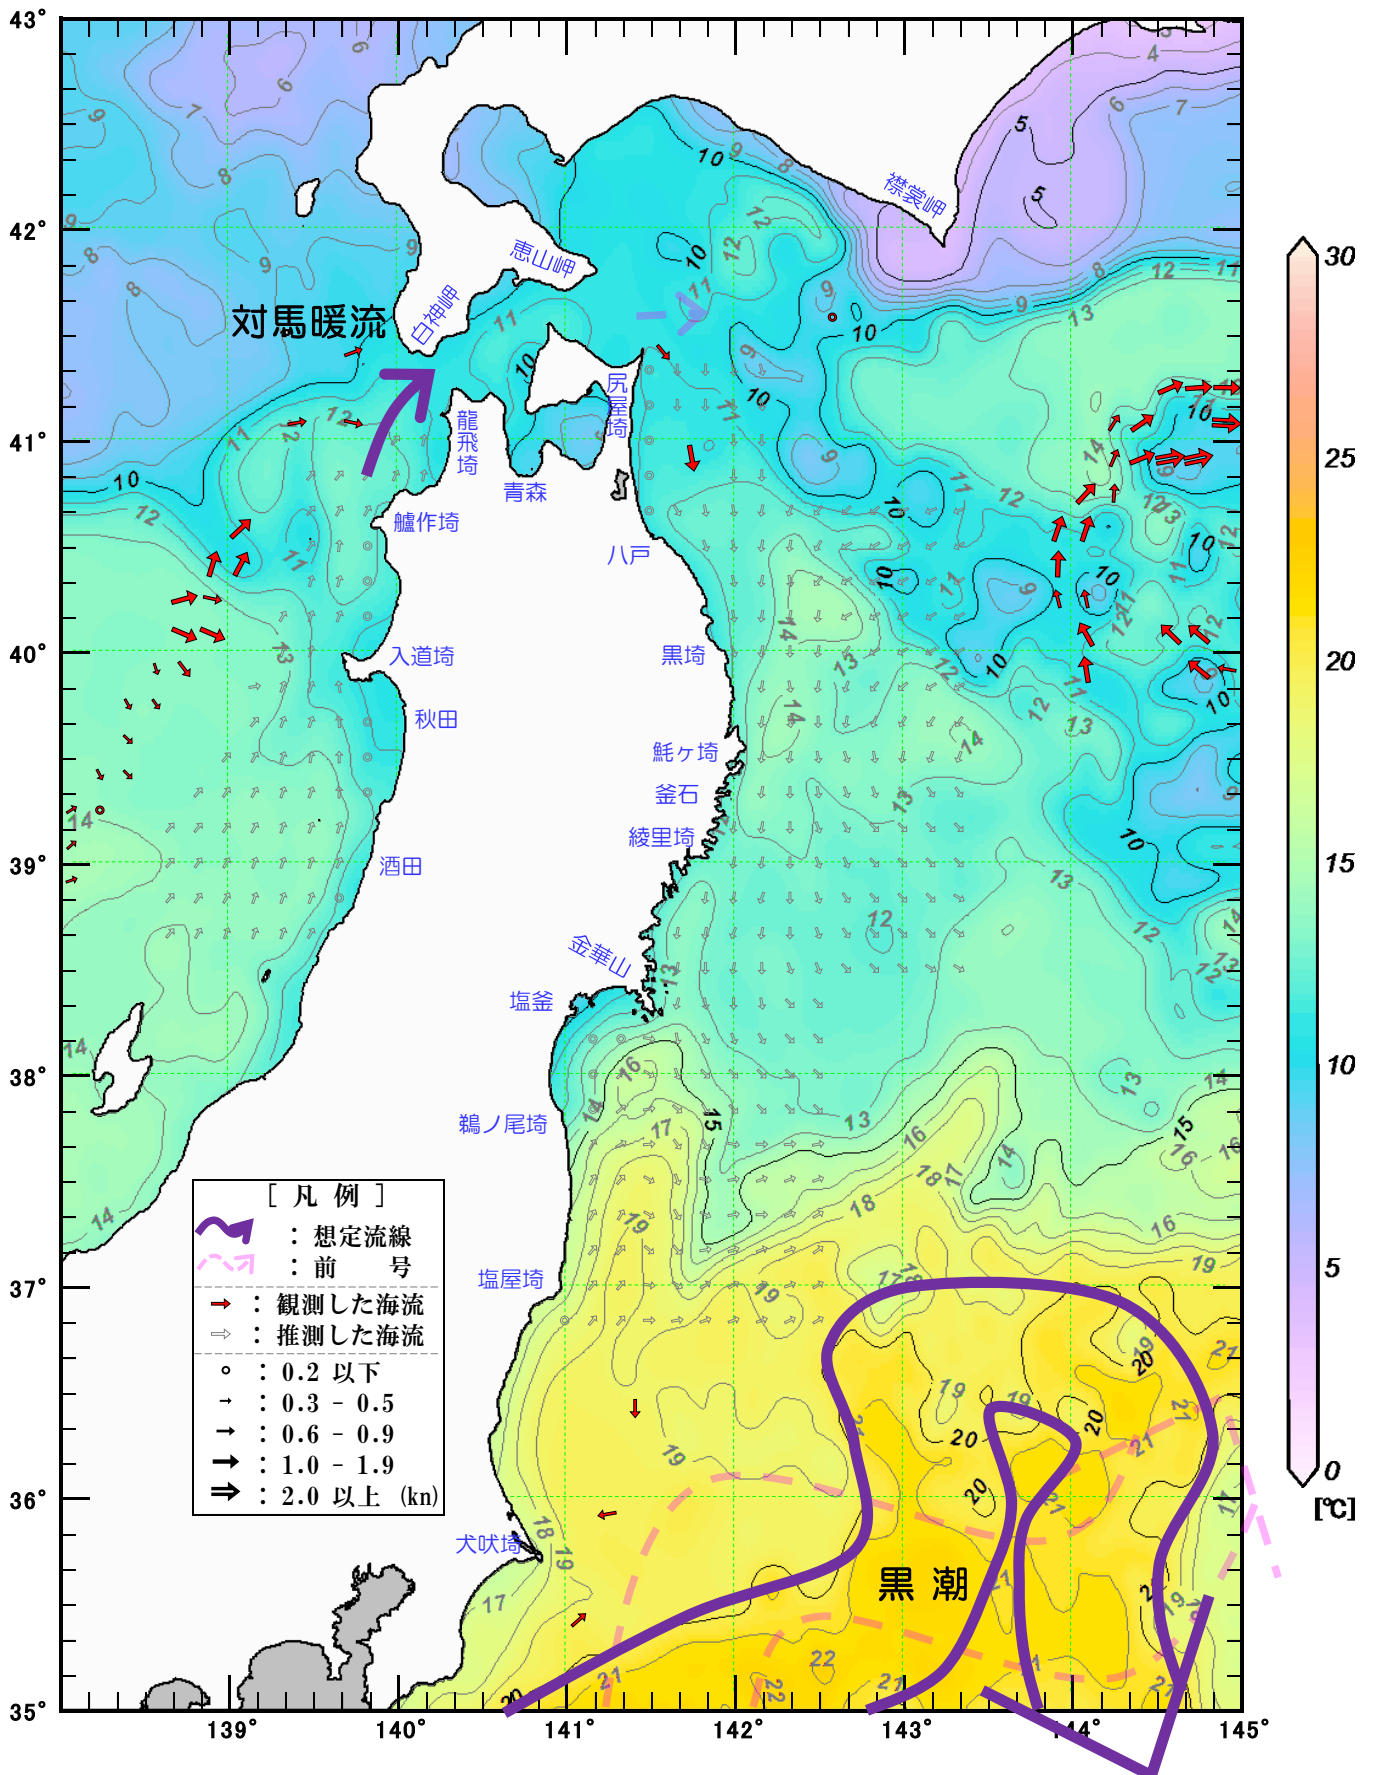 43°
42°
41°
40°
39°
38°
37°
36°
35°
139°
140°
141°
142°
143°
144°
145°
襟裳岬
恵山岬
白神岬
対馬暖流
尻屋埼
龍飛埼
青森
艫作埼
八戸
入道埼
黒埼
秋田
魹ヶ埼
釜石
綾里埼
酒田
金華山
塩釜
鵜ノ尾埼
塩屋埼
犬吠埼
黒潮
[ 凡 例 ]
: 想定流線
: 前 号
: 観測した海流
: 推測した海流
: 0.2 以下
: 0.3 - 0.5
: 0.6 - 0.9
: 1.0 - 1.9
: 2.0 以上 (kn)
30
25
20
15
10
5
0
[℃]